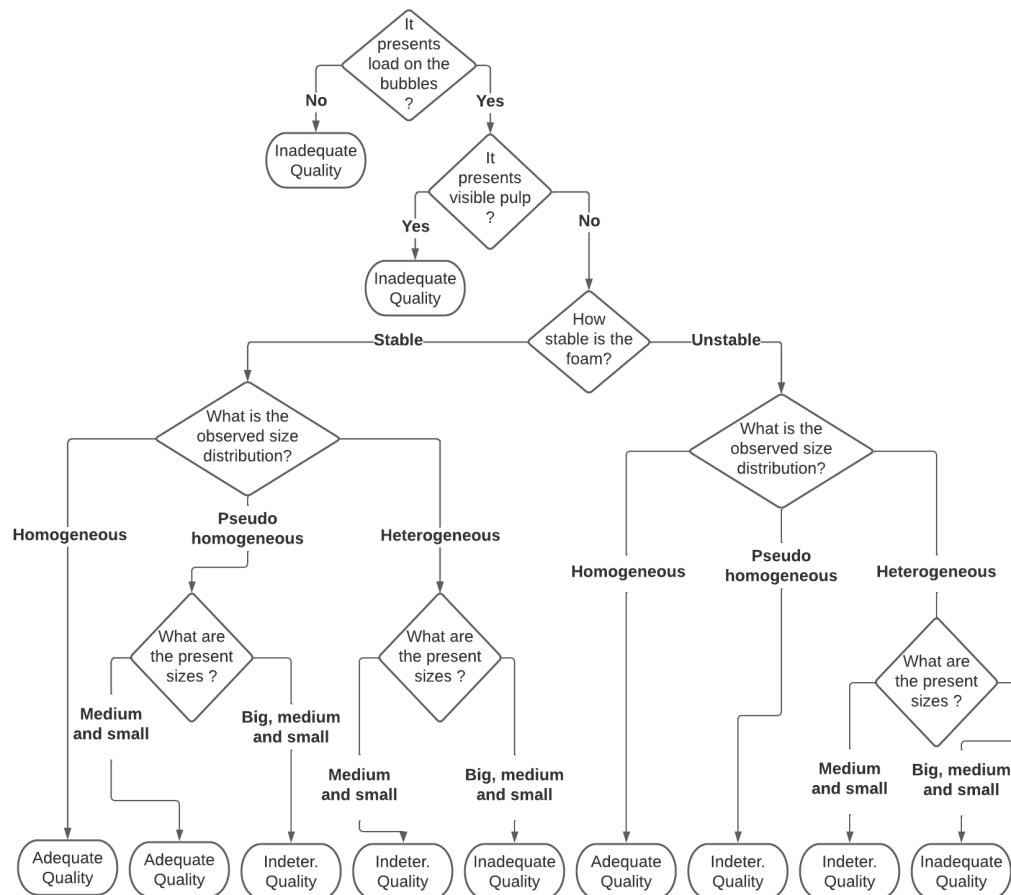 It
presents
load on the
bubbles
?
No
Yes
Inadequate
Quality
It
presents
visible pulp
?
Yes
No
Inadequate
Quality
How
stable is the
foam?
Stable
Unstable
What is the
observed size
distribution?
What is the
observed size
distribution?
Homogeneous
Pseudo
homogeneous
Heterogeneous
Homogeneous
Pseudo
homogeneous
Heterogeneous
What are
the present
sizes ?
What are
the present
sizes ?
What are
the present
sizes ?
Medium
and small
Big, medium
and small
Medium
and small
Big, medium
and small
Medium
and small
Big, medium
and small
Adequate
Quality
Adequate
Quality
Indeter.
Quality
Indeter.
Quality
Inadequate
Quality
Adequate
Quality
Indeter.
Quality
Indeter.
Quality
Inadequate
Quality